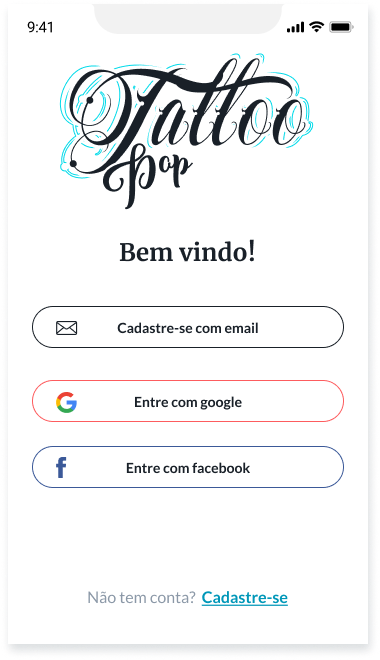 9:41
Tattoo
Pop
Bem vindo!
Cadastre-se com email
Entre com google
Entre com facebook
Não tem conta? Cadastre-se